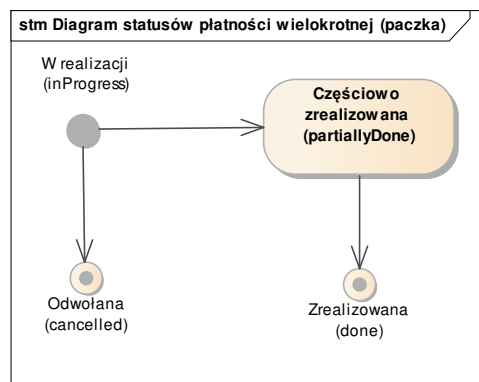 stm Diagram statusów płatności wielokrotnej (paczka)
W realizacji
(inProgress)
Częściowo
zrealizowana
(partiallyDone)
Odwołana
(cancelled)
Zrealizowana
(done)